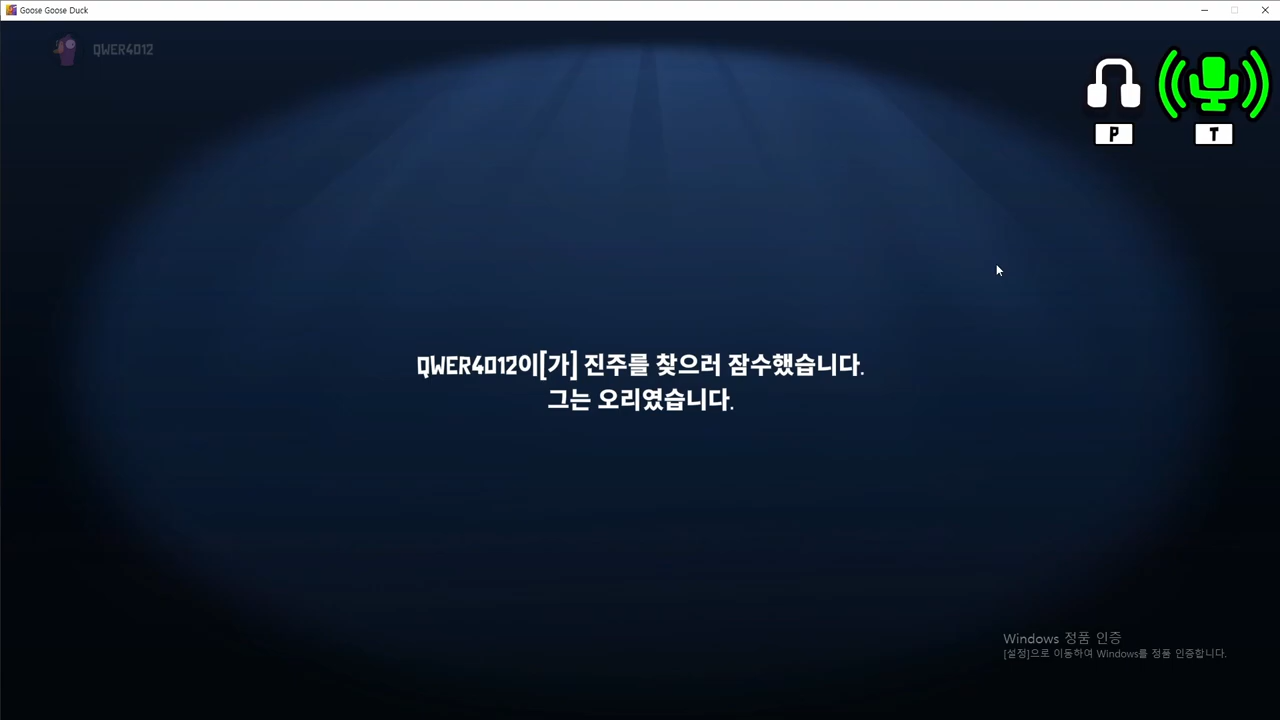 Goose Goose Duck
QWER4012
P
T
QWER4012이[가] 진주를 찾으러 잠수했습니다.
그는 오리였습니다.
Windows 정품 인증
[설정]으로 이동하여 Windows를 정품 인증합니다.